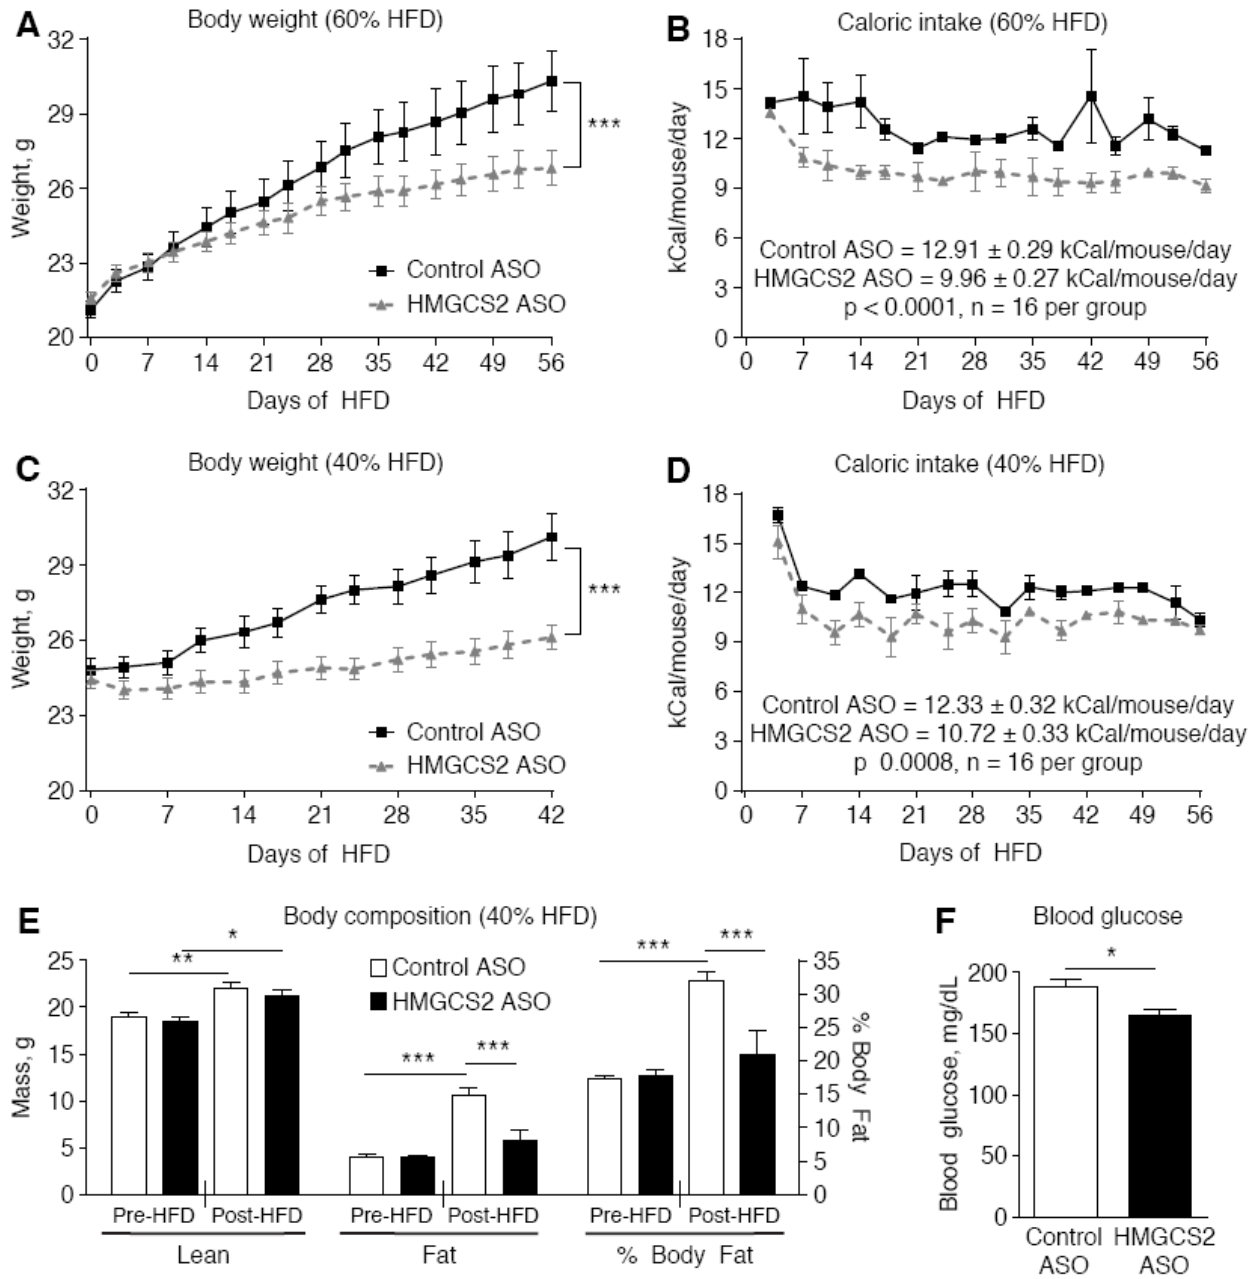 A
Body weight (60% HFD)
32
29
26
23
20
Weight, g
***
Control ASO
HMGCS2 ASO
0 7 14 21 28 35 42 49 56
Days of HFD
B
Caloric intake (60% HFD)
18
15
12
9
6
3
0
kCal/mouse/day
Control ASO = 12.91 ± 0.29 kCal/mouse/day
HMGCS2 ASO = 9.96 ± 0.27 kCal/mouse/day
p < 0.0001, n = 16 per group
0 7 14 21 28 35 42 49 56
Days of HFD
C
Body weight (40% HFD)
32
29
26
23
20
Weight, g
***
Control ASO
HMGCS2 ASO
0 7 14 21 28 35 42
Days of HFD
D
Caloric intake (40% HFD)
18
15
12
9
6
3
0
kCal/mouse/day
Control ASO = 12.33 ± 0.32 kCal/mouse/day
HMGCS2 ASO = 10.72 ± 0.33 kCal/mouse/day
p 0.0008, n = 16 per group
0 7 14 21 28 35 42 49 56
Days of HFD
E
Body composition (40% HFD)
25
20
15
10
5
0
Mass, g
*
**
***
***
***
***
Control ASO
HMGCS2 ASO
35
30
25
20
15
10
5
0
% Body Fat
Pre-HFD Post-HFD Pre-HFD Post-HFD Pre-HFD Post-HFD
Lean Fat % Body Fat
F
Blood glucose
*
200
150
100
50
0
Blood glucose, mg/dL
Control HMGCS2
ASO ASO